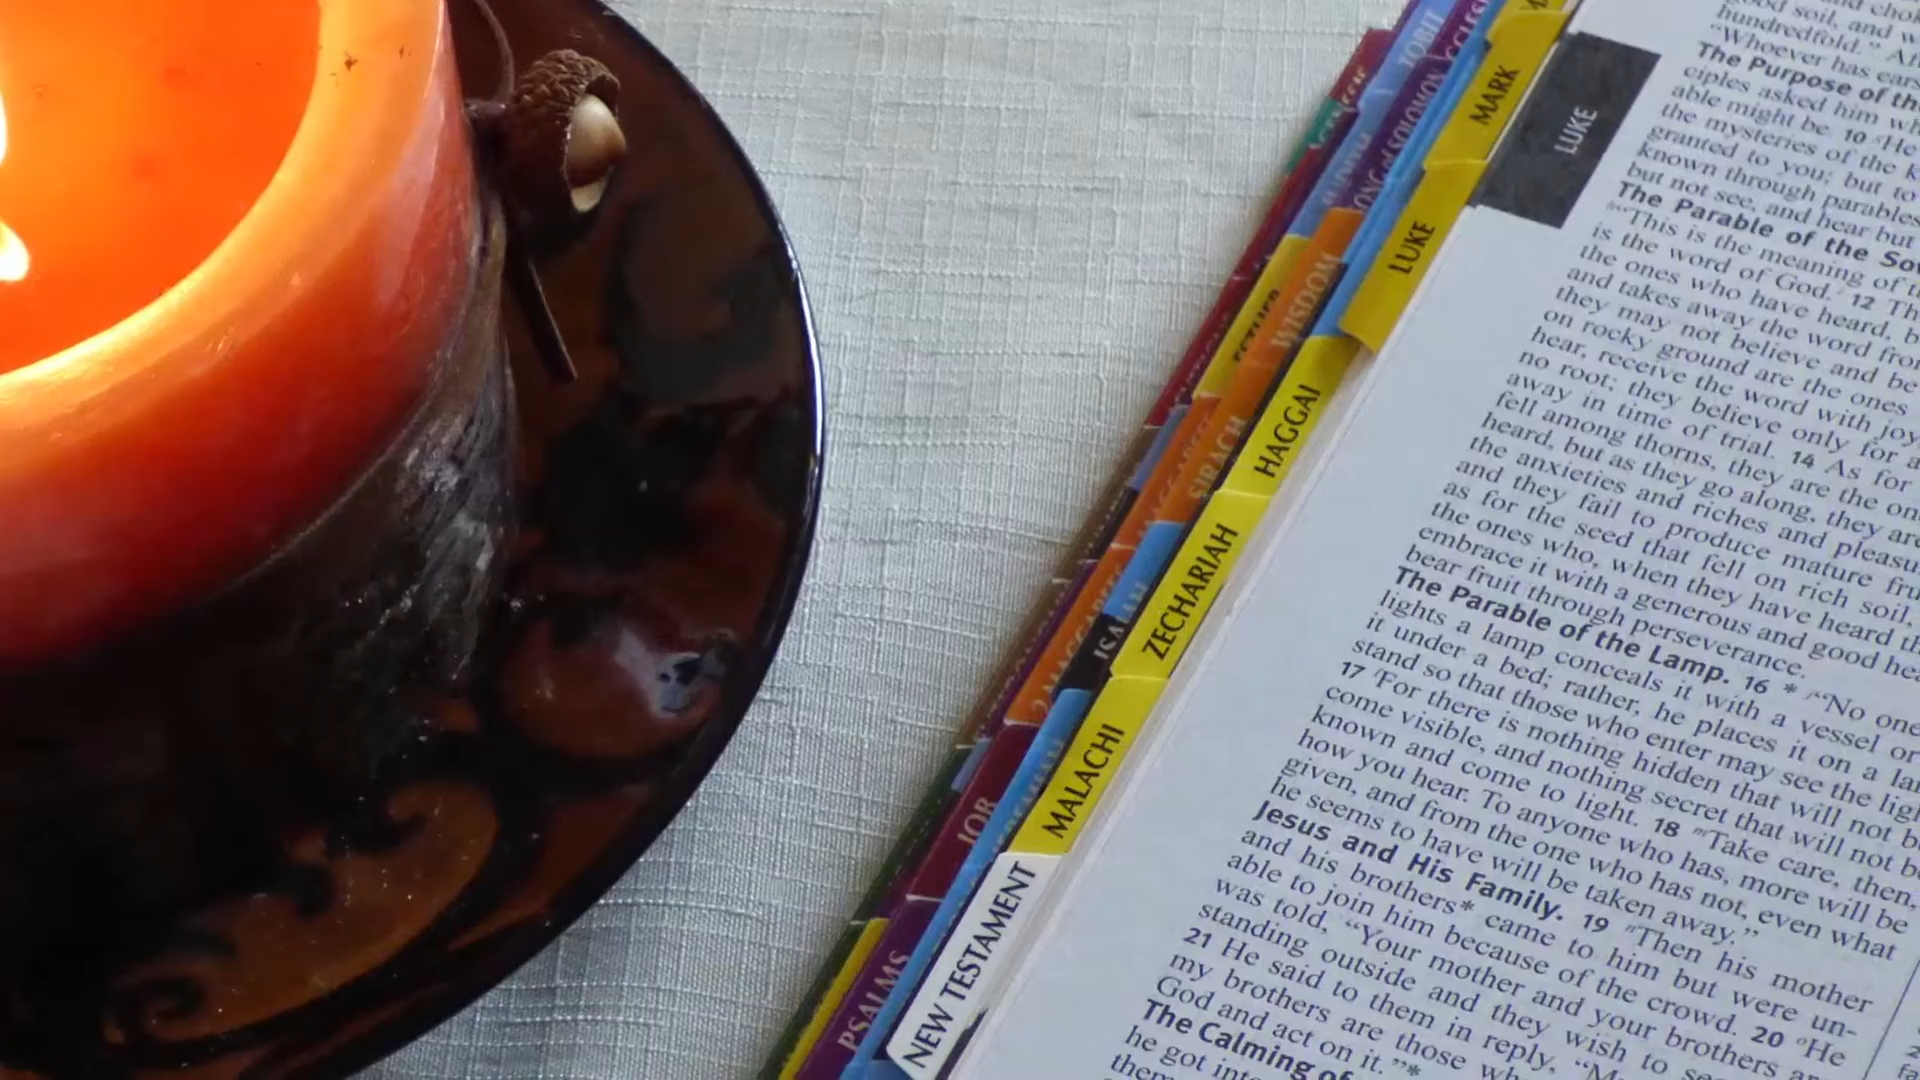 TOBIT
MARK
LUKE
LUKE
SONG of SOLOMON
ESTHER
WISDOM
HAGGAI
SIRACH
ZECHARIAH
ISAIAH
2 MACCABEES
MALACHI
JOB
JEREMIAH
NEW TESTAMENT
PSALMS
good soil, and
hundredfold."
"Whoever has ears
The Purpose of the
ciples asked him
able might be. 10 "He
the mysteries of the
granted to you; but to
known through parables
but not see, and hear but
The Parable of the
"This is the meaning of
is the word of God. 12
the ones who have heard,
and takes away the word from
they may not believe and be
on rocky ground are the ones
hear, receive the word with joy
no root; they believe only for a
away in time of trial. 14 As for
fell among thorns, they are the
heard, but as they go along, they are
the anxieties and riches and
and they fail to produce mature
as for the seed that fell on rich soil,
the ones who, when they have heard
embrace it with a generous and good
bear fruit through perseverance.
The Parable of the Lamp. 16 * "No one
lights a lamp conceals it with a vessel or
it under a bed; rather, he places it on a
stand so that those who enter may see the
17 For there is nothing hidden that will not
come visible, and nothing secret that will not
known and come to light. 18 "Take care, then,
how you hear. To anyone who has, more will be
given, and from the one who has not, even what
he seems to have will be taken away."
Jesus and His Family. 19 "Then his mother
and his brothers* came to him but were un-
able to join him because of the crowd. 20 "He
was told, "Your mother and your brothers
standing outside and they wish to
21 He said to them in reply,
my brothers are those
God and act on it."*
The Calming of
he got